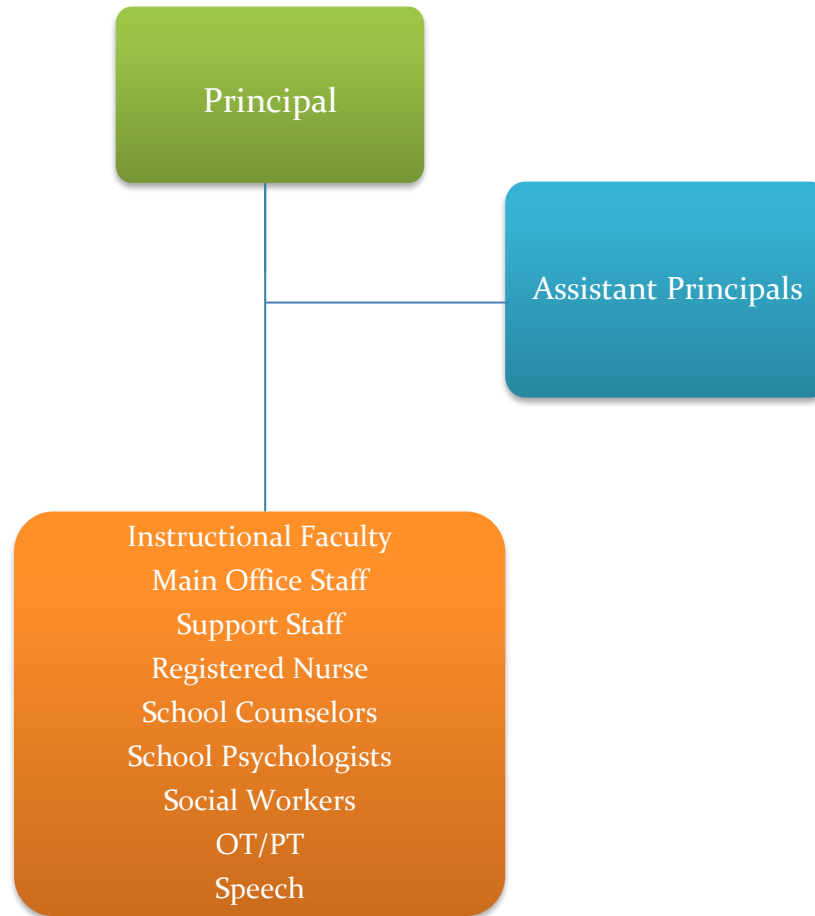 Principal
Assistant Principals
Instructional Faculty
Main Office Staff
Support Staff
Registered Nurse
School Counselors
School Psychologists
Social Workers
OT/PT
Speech